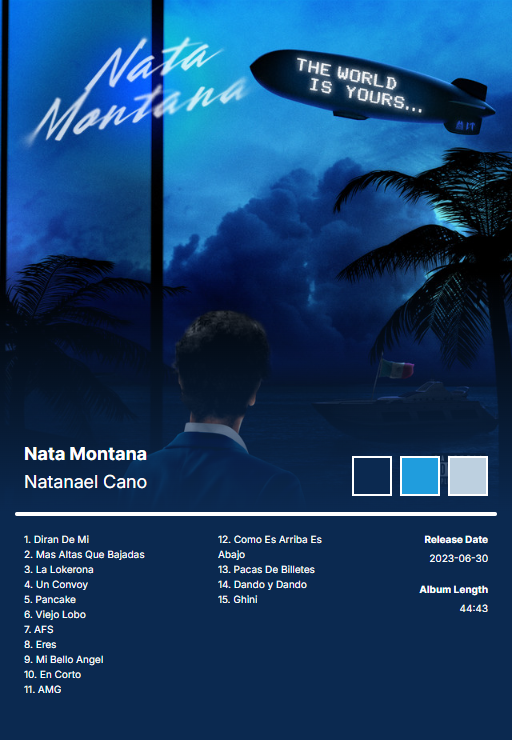 Nata
Montana
THE WORLD
IS YOURS...
Nata Montana
Natanael Cano
1. Diran De Mi
2. Mas Altas Que Bajadas
3. La Lokerona
4. Un Convoy
5. Pancake
6. Viejo Lobo
7. AFS
8. Eres
9. Mi Bello Angel
10. En Corto
11. AMG
12. Como Es Arriba Es
Abajo
13. Pacas De Billetes
14. Dando y Dando
15. Ghini
Release Date
2023-06-30
Album Length
44:43